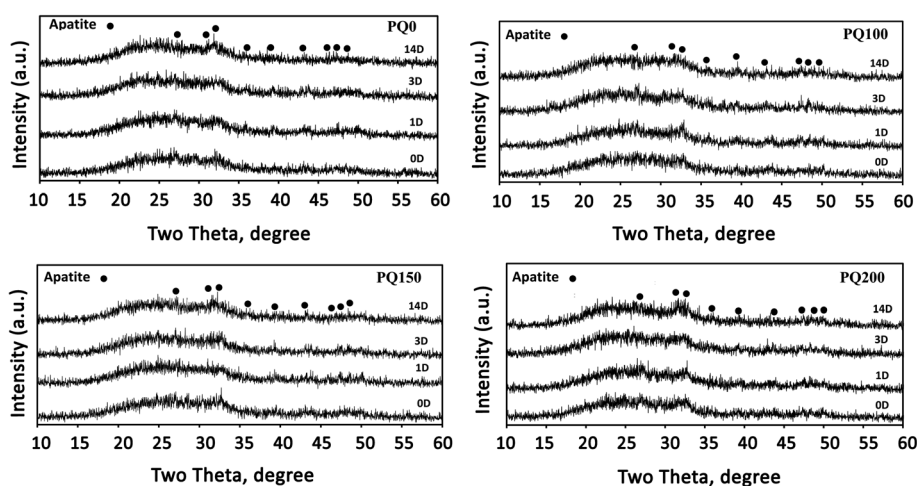 Apatite PQ0
Intensity (a.u.)
14D
3D
1D
0D
10 15 20 25 30 35 40 45 50 55 60
Two Theta, degree
Apatite PQ100
Intensity (a.u.)
14D
3D
1D
0D
10 15 20 25 30 35 40 45 50 55 60
Two Theta, degree
Apatite PQ150
Intensity (a.u.)
14D
3D
1D
0D
10 15 20 25 30 35 40 45 50 55 60
Two Theta, degree
Apatite PQ200
Intensity (a.u.)
14D
3D
1D
0D
10 15 20 25 30 35 40 45 50 55 60
Two Theta, degree